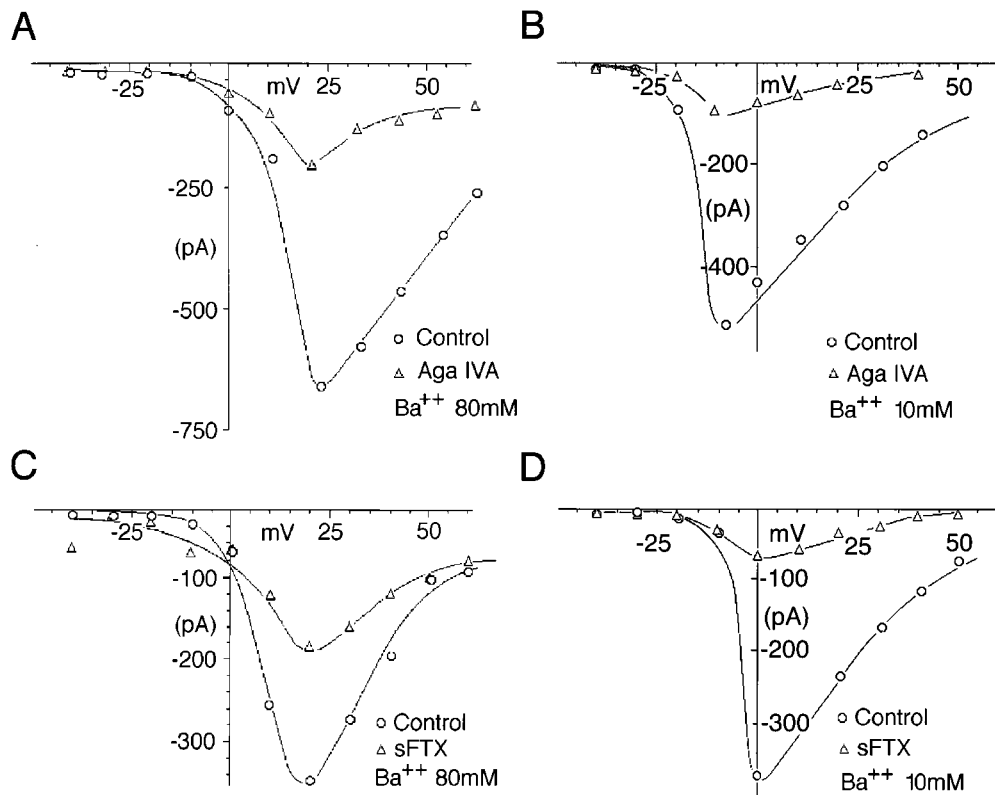 A
-25
mV
25
50
-250
(pA)
-500
-750
Control
Aga IVA
Ba++ 80mM
B
-25
mV
25
50
-200
(pA)
-400
Control
Aga IVA
Ba++ 10mM
C
-25
mV
25
50
-100
(pA)
-200
-300
Control
sFTX
Ba++ 80mM
D
-25
mV
25
50
-100
(pA)
-200
-300
Control
sFTX
Ba++ 10mM